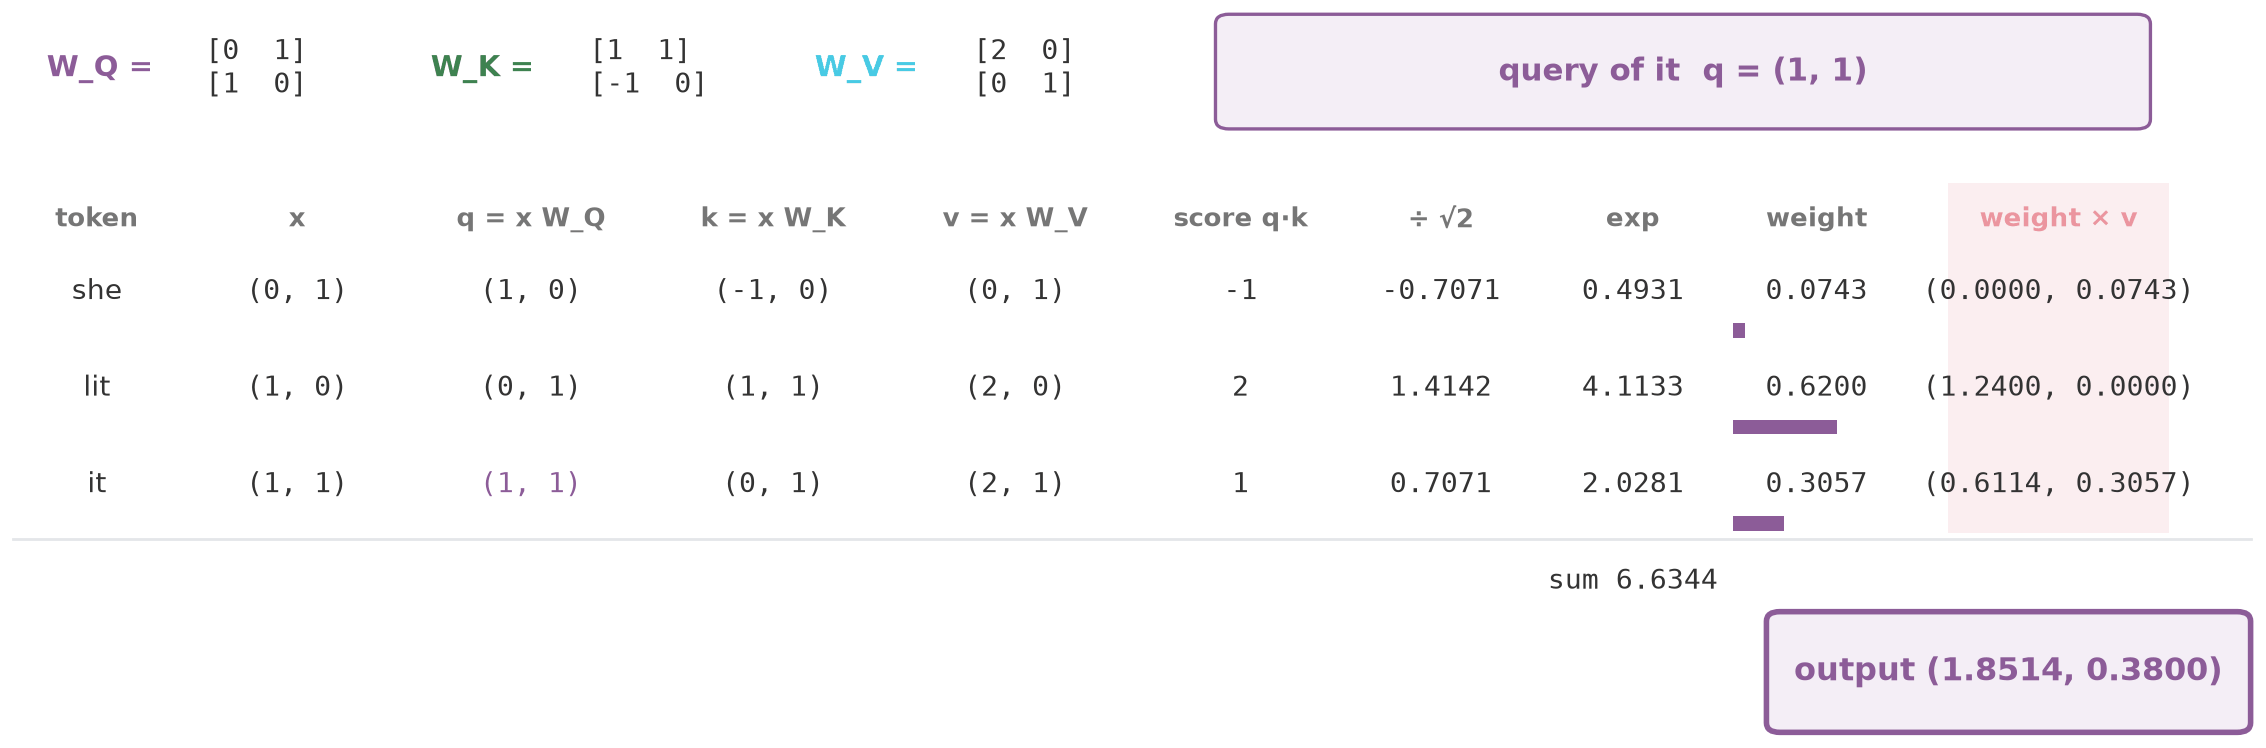 W_Q = [0  1]
[1  0]
W_K = [1  1]
[-1  0]
W_V = [2  0]
[0  1]
query of it  q = (1, 1)
token x q = x W_Q k = x W_K v = x W_V score q·k ÷ √2 exp weight weight × v
she (0, 1) (1, 0) (-1, 0) (0, 1) -1 -0.7071 0.4931 0.0743 (0.0000, 0.0743)
lit (1, 0) (0, 1) (1, 1) (2, 0) 2 1.4142 4.1133 0.6200 (1.2400, 0.0000)
it (1, 1) (1, 1) (0, 1) (2, 1) 1 0.7071 2.0281 0.3057 (0.6114, 0.3057)
sum 6.6344
output (1.8514, 0.3800)